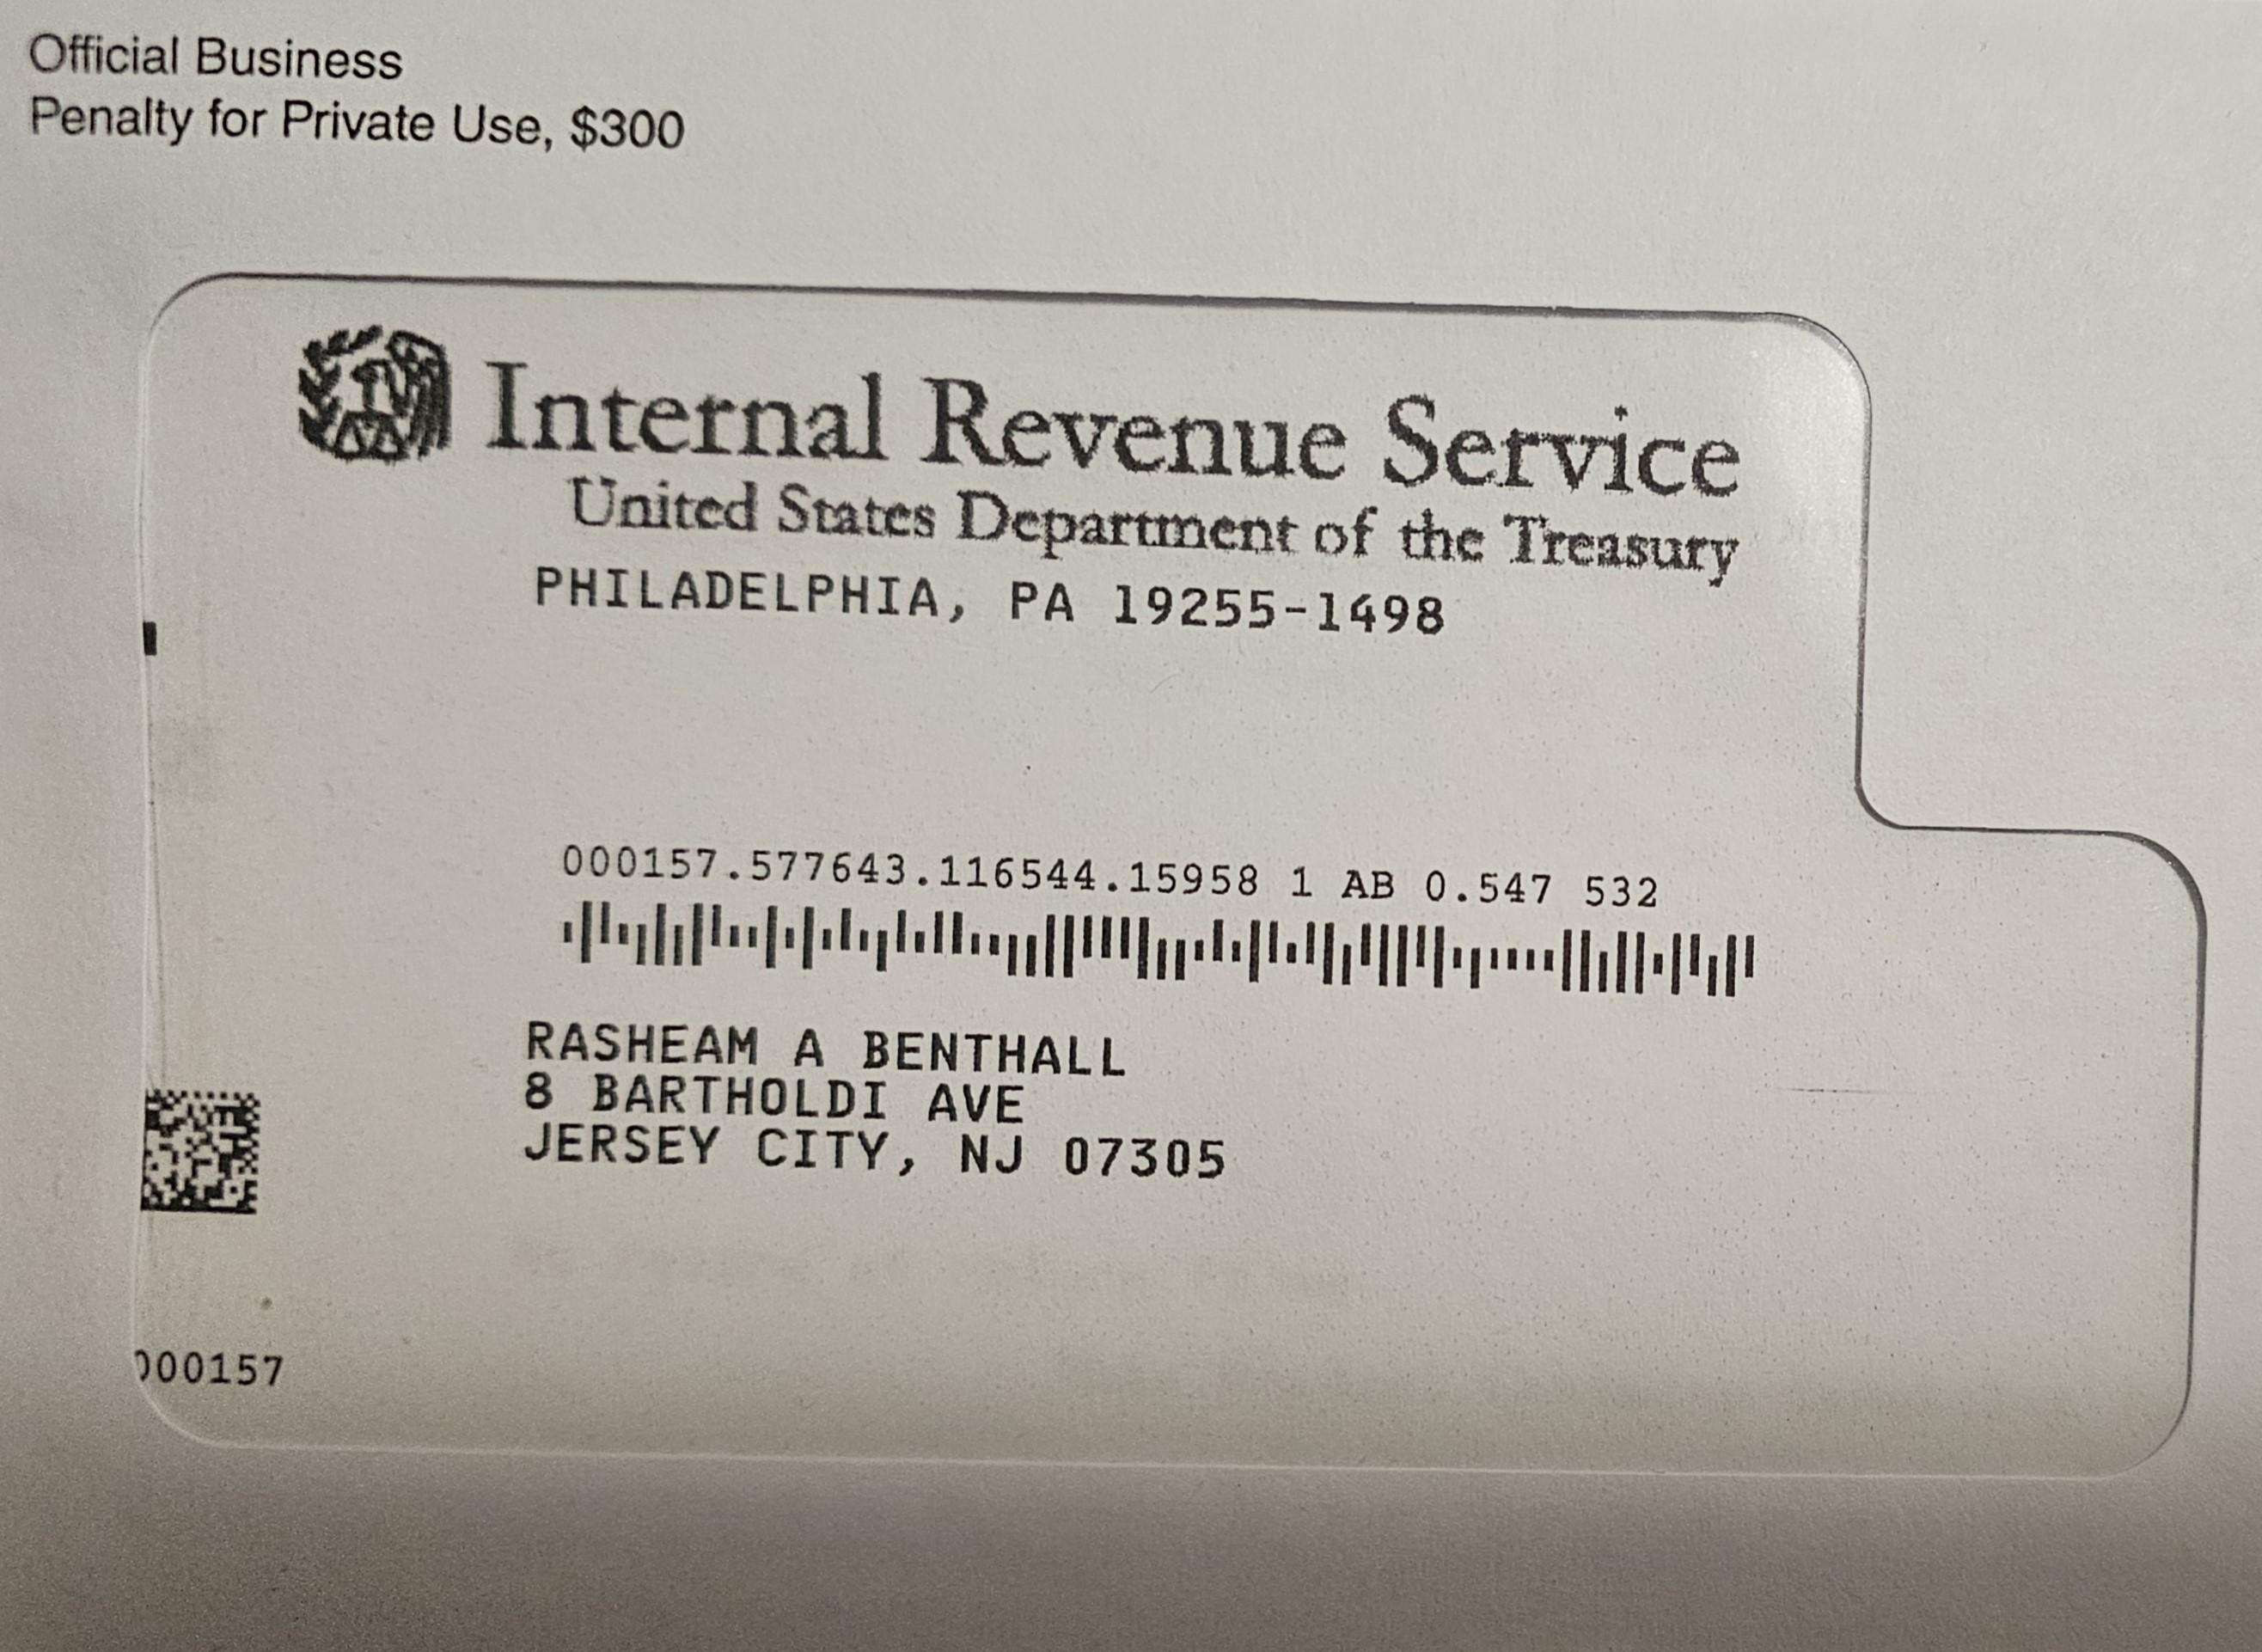 Official Business
Penalty for Private Use, $300
Internal Revenue Service
United States Department of the Treasury
PHILADELPHIA, PA 19255-1498
000157.577643.116544.15958 1 AB 0.547 532
RASHEAM A BENTHALL
8 BARTHOLDI AVE
JERSEY CITY, NJ 07305
000157